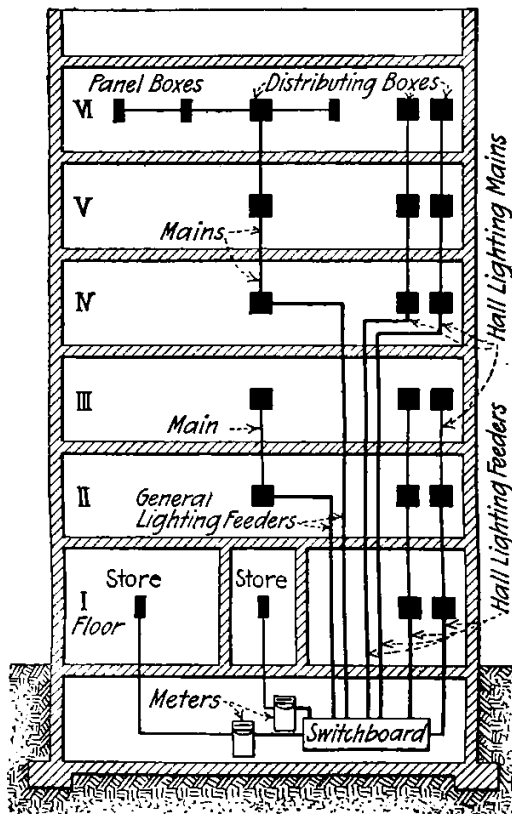 Panel Boxes
Distributing Boxes
VI
V
Mains
IV
Hall Lighting Mains
III
Main
II
General
Lighting Feeders
Hall Lighting Feeders
Store
Store
I
Floor
Meters
Switchboard